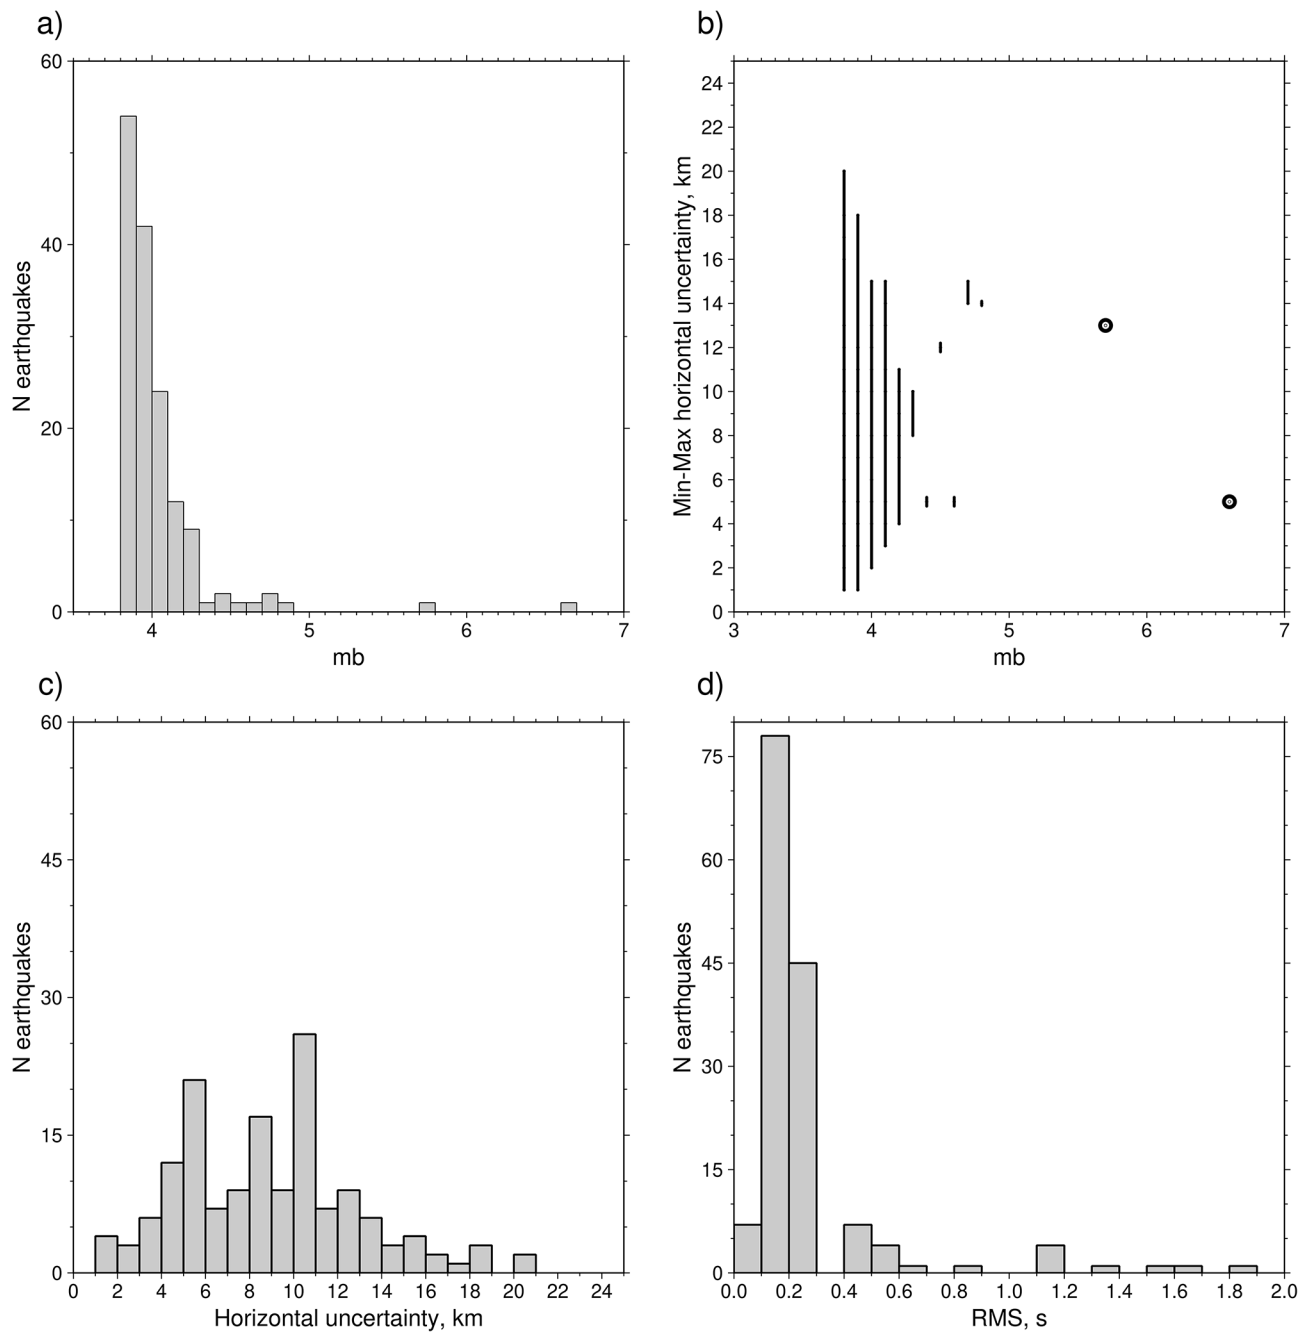 a)
60
40
20
0
N earthquakes
4 5 6 7
mb
b)
24
22
20
18
16
14
12
10
8
6
4
2
0
Min-Max horizontal uncertainty, km
3 4 5 6 7
mb
c)
60
45
30
15
0
N earthquakes
0 2 4 6 8 10 12 14 16 18 20 22 24
Horizontal uncertainty, km
d)
75
60
45
30
15
0
N earthquakes
0.0 0.2 0.4 0.6 0.8 1.0 1.2 1.4 1.6 1.8 2.0
RMS, s